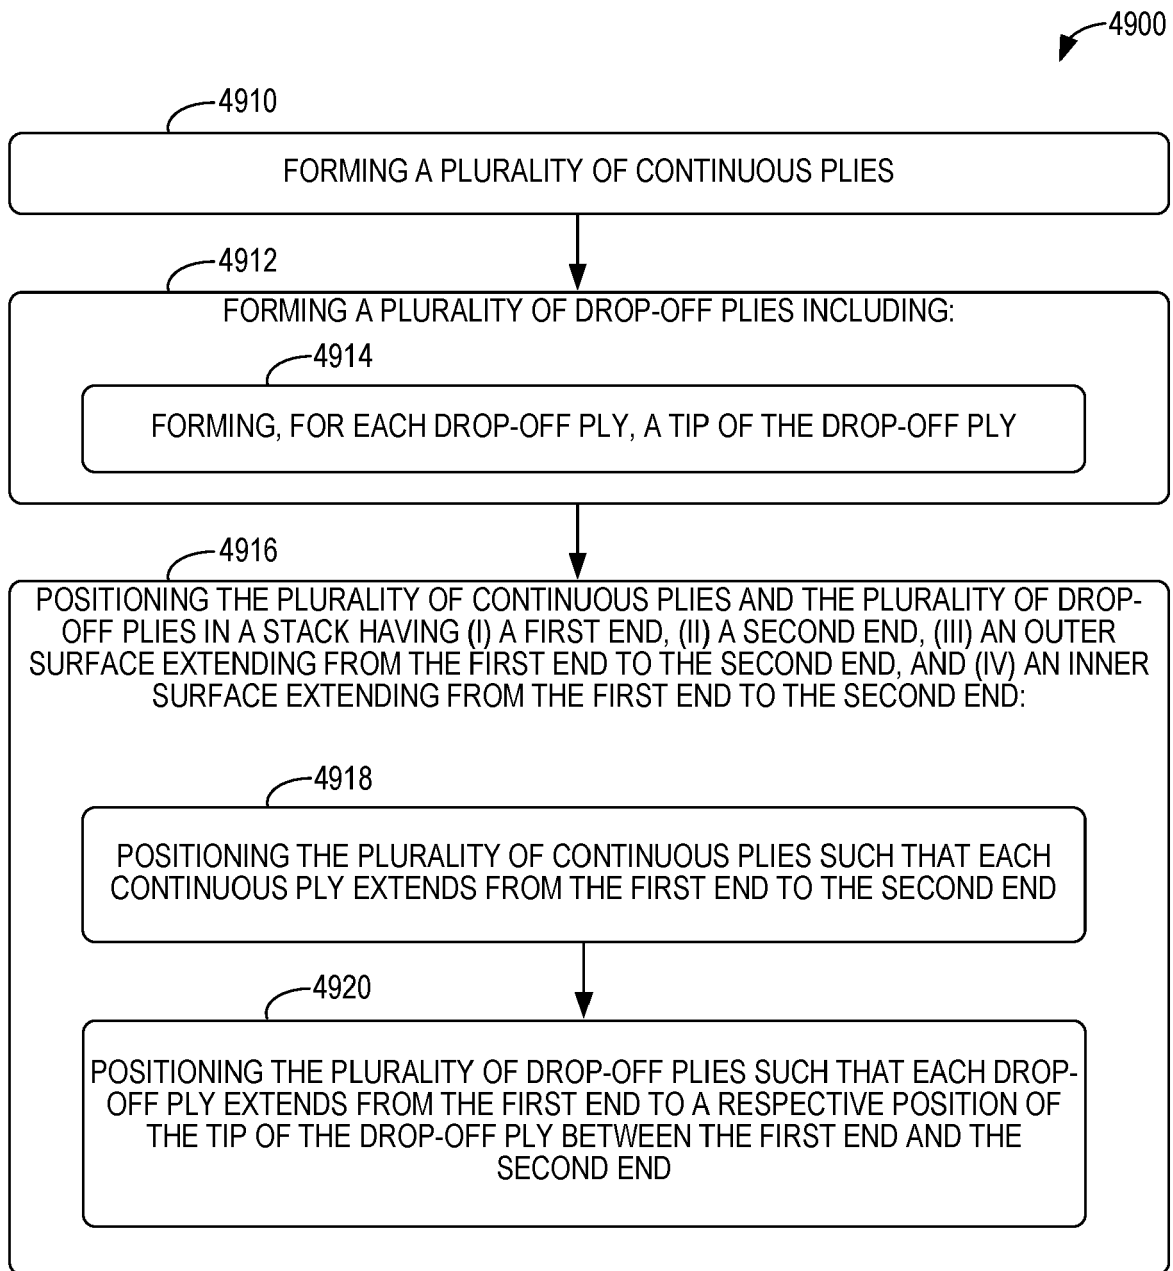 4900
4910
FORMING A PLURALITY OF CONTINUOUS PLIES
4912
FORMING A PLURALITY OF DROP-OFF PLIES INCLUDING:
4914
FORMING, FOR EACH DROP-OFF PLY, A TIP OF THE DROP-OFF PLY
4916
POSITIONING THE PLURALITY OF CONTINUOUS PLIES AND THE PLURALITY OF DROP-
OFF PLIES IN A STACK HAVING (I) A FIRST END, (II) A SECOND END, (III) AN OUTER
SURFACE EXTENDING FROM THE FIRST END TO THE SECOND END, AND (IV) AN INNER
SURFACE EXTENDING FROM THE FIRST END TO THE SECOND END:
4918
POSITIONING THE PLURALITY OF CONTINUOUS PLIES SUCH THAT EACH
CONTINUOUS PLY EXTENDS FROM THE FIRST END TO THE SECOND END
4920
POSITIONING THE PLURALITY OF DROP-OFF PLIES SUCH THAT EACH DROP-
OFF PLY EXTENDS FROM THE FIRST END TO A RESPECTIVE POSITION OF
THE TIP OF THE DROP-OFF PLY BETWEEN THE FIRST END AND THE
SECOND END